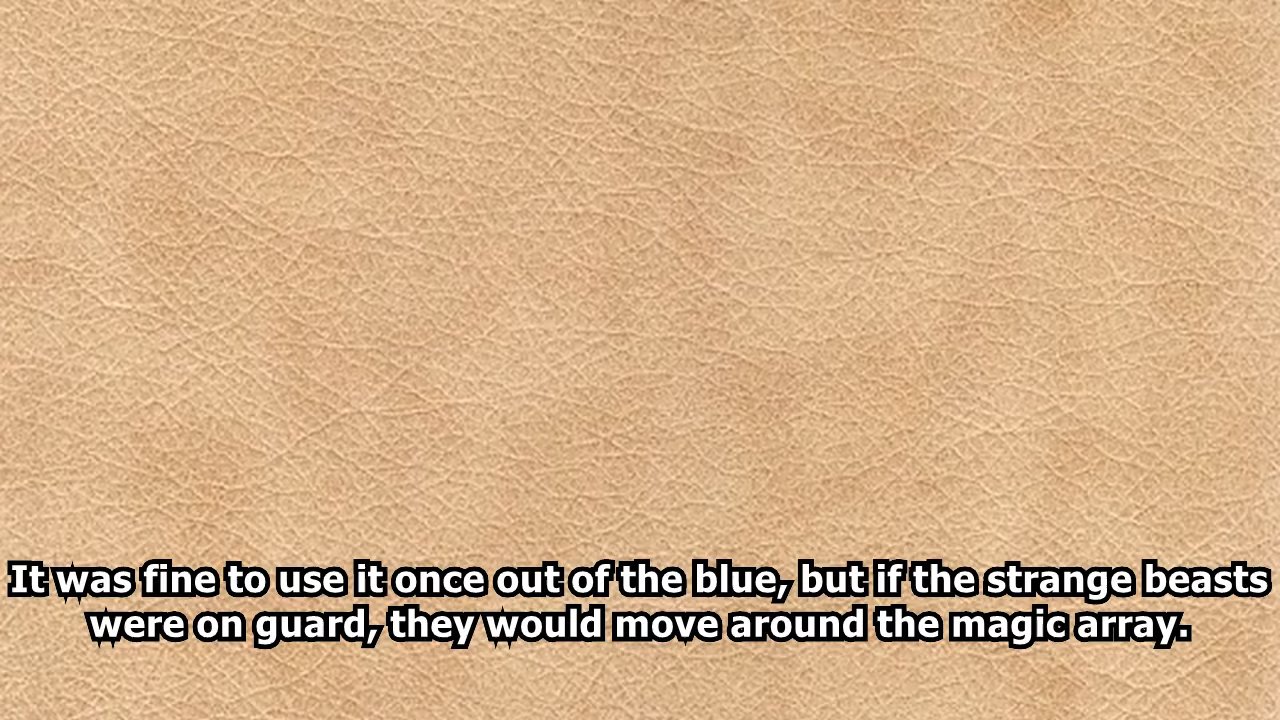 It was fine to use it once out of the blue, but if the strange beasts
were on guard, they would move around the magic array.